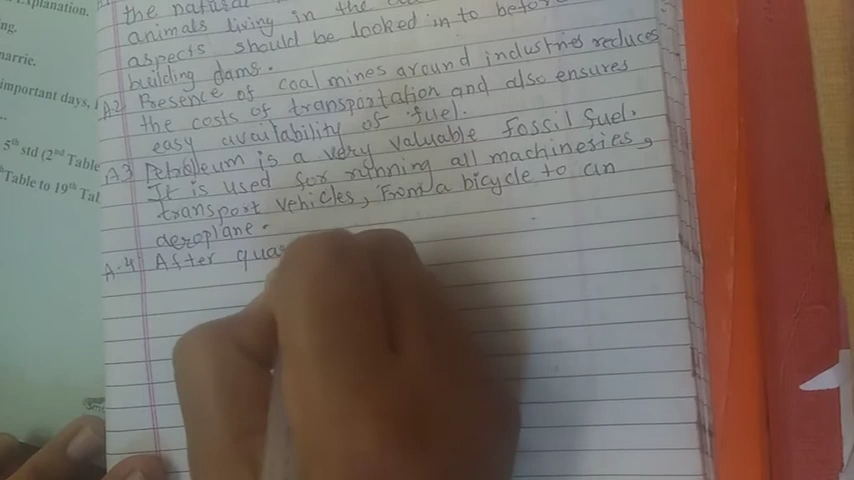 the natural
animals living in the
aspects should be looked in to before
building dams.
A2 Presence of coal mines around industries reduces
the costs of transportation and also ensures
easy availability of fuel.
A3 Petroleum is a very valuable Fossil fuel.
It is used for running all machineries,
transport vehicles, From a bicycle to an
aeroplane.
A.4 After
ng.
marrie.
important days,
5th std (2nd Table
Table to 19th